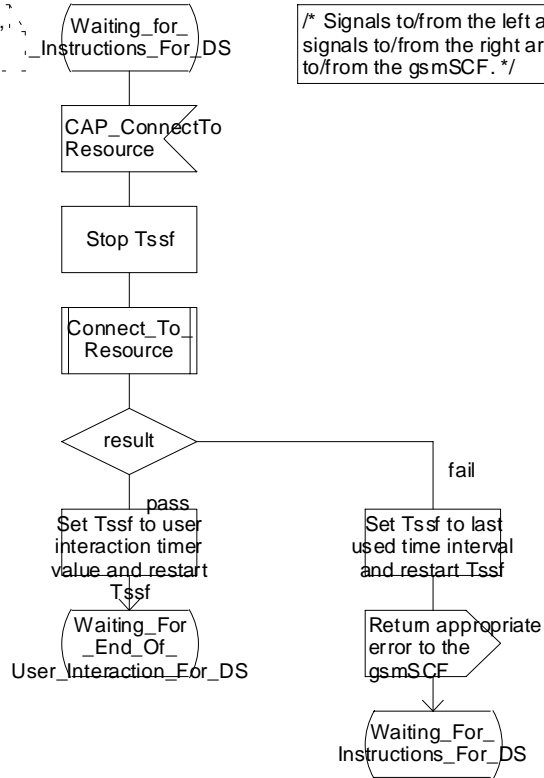 Waiting_for_
_Instructions_For_DS
/* Signals to/from the left a
signals to/from the right ar
to/from the gsmSCF. */
CAP_ConnectTo
Resource
Stop Tssf
Connect_To_
Resource
result
pass
fail
Set Tssf to user
interaction timer
value and restart
Tssf
Set Tssf to last
used time interval
and restart Tssf
Waiting_For
_End_Of_
User_Interaction_For_DS
Return appropriate
error to the
gsmSCF
Waiting_For_
Instructions_For_DS